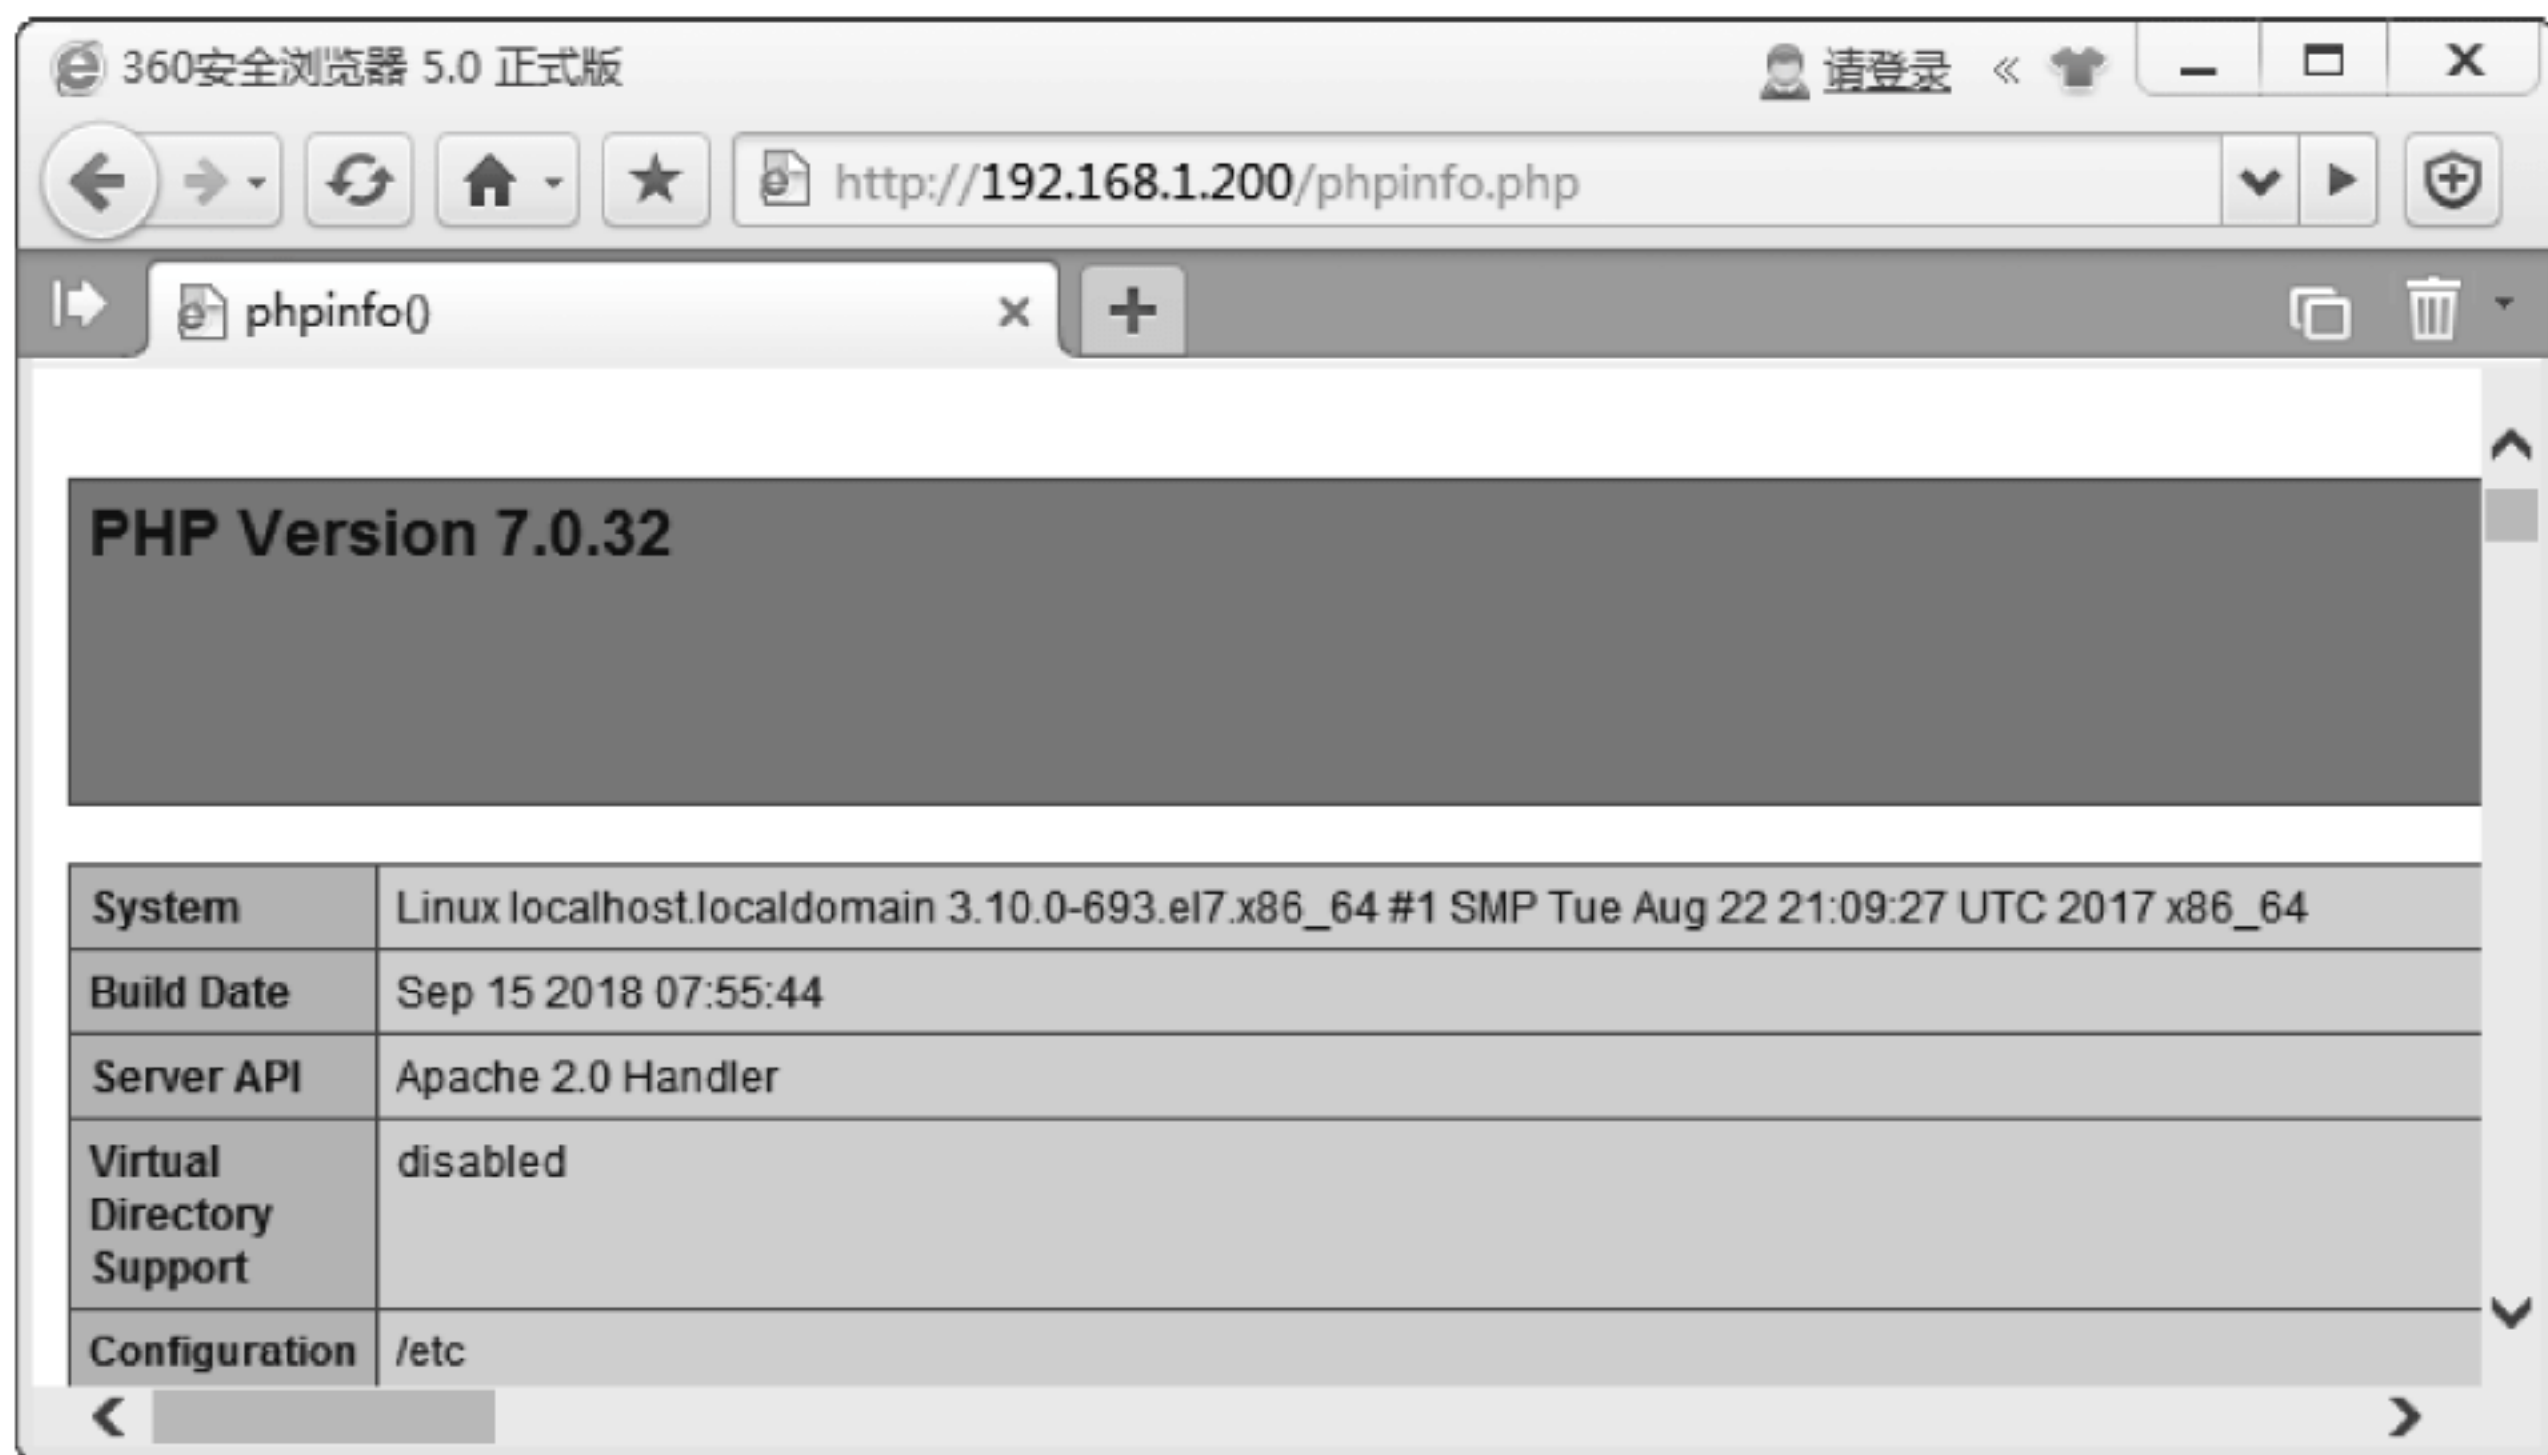 360安全浏览器 5.0 正式版 请登录 «
http://192.168.1.200/phpinfo.php
phpinfo()
PHP Version 7.0.32
System Linux localhost.localdomain 3.10.0-693.el7.x86_64 #1 SMP Tue Aug 22 21:09:27 UTC 2017 x86_64
Build Date Sep 15 2018 07:55:44
Server API Apache 2.0 Handler
Virtual disabled
Directory
Support
Configuration /etc